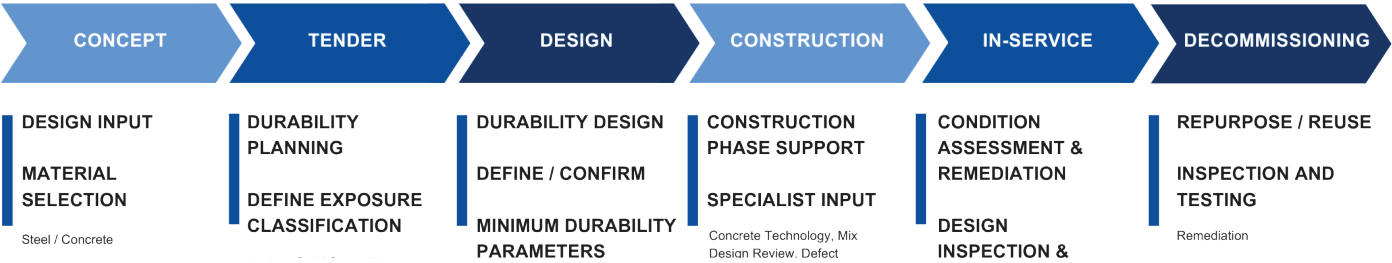 CONCEPT
TENDER
DESIGN
CONSTRUCTION
IN-SERVICE
DECOMMISSIONING
DESIGN INPUT
MATERIAL
SELECTION
Steel / Concrete
DURABILITY
PLANNING
DEFINE EXPOSURE
CLASSIFICATION
DURABILITY DESIGN
DEFINE / CONFIRM
MINIMUM DURABILITY
PARAMETERS
CONSTRUCTION
PHASE SUPPORT
SPECIALIST INPUT
Concrete Technology, Mix
Design Review, Defect
CONDITION
ASSESSMENT &
REMEDIATION
DESIGN
INSPECTION &
REPURPOSE / REUSE
INSPECTION AND
TESTING
Remediation